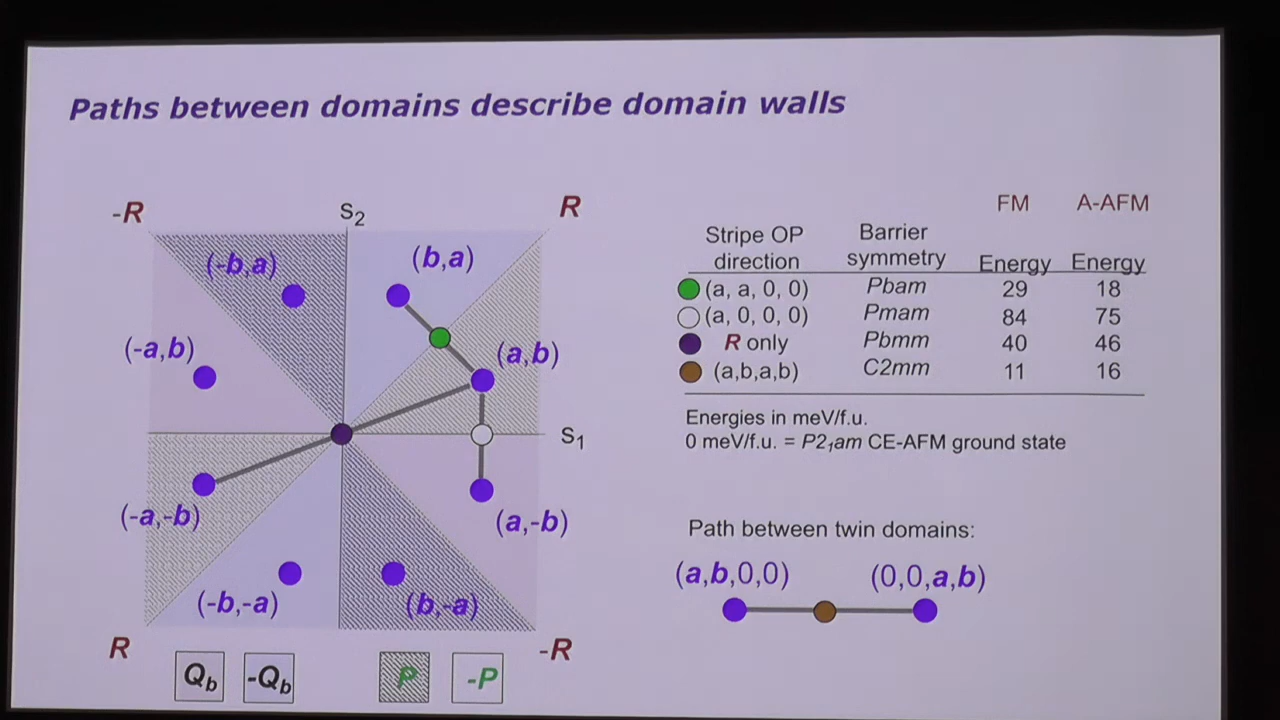 Paths between domains describe domain walls
-R
S2
R
(-b,a)
(b,a)
(-a,b)
(a,b)
S1
(-a,-b)
(a,-b)
(-b,-a)
(b,-a)
R
-R
Qb
-Qb
P
-P
FM A-AFM
Stripe OP direction Barrier symmetry Energy Energy
(a, a, 0, 0) Pbam 29 18
(a, 0, 0, 0) Pmam 84 75
R only Pbmm 40 46
(a,b,a,b) C2mm 11 16
Energies in meV/f.u.
0 meV/f.u. = P21am CE-AFM ground state
Path between twin domains:
(a,b,0,0) (0,0,a,b)